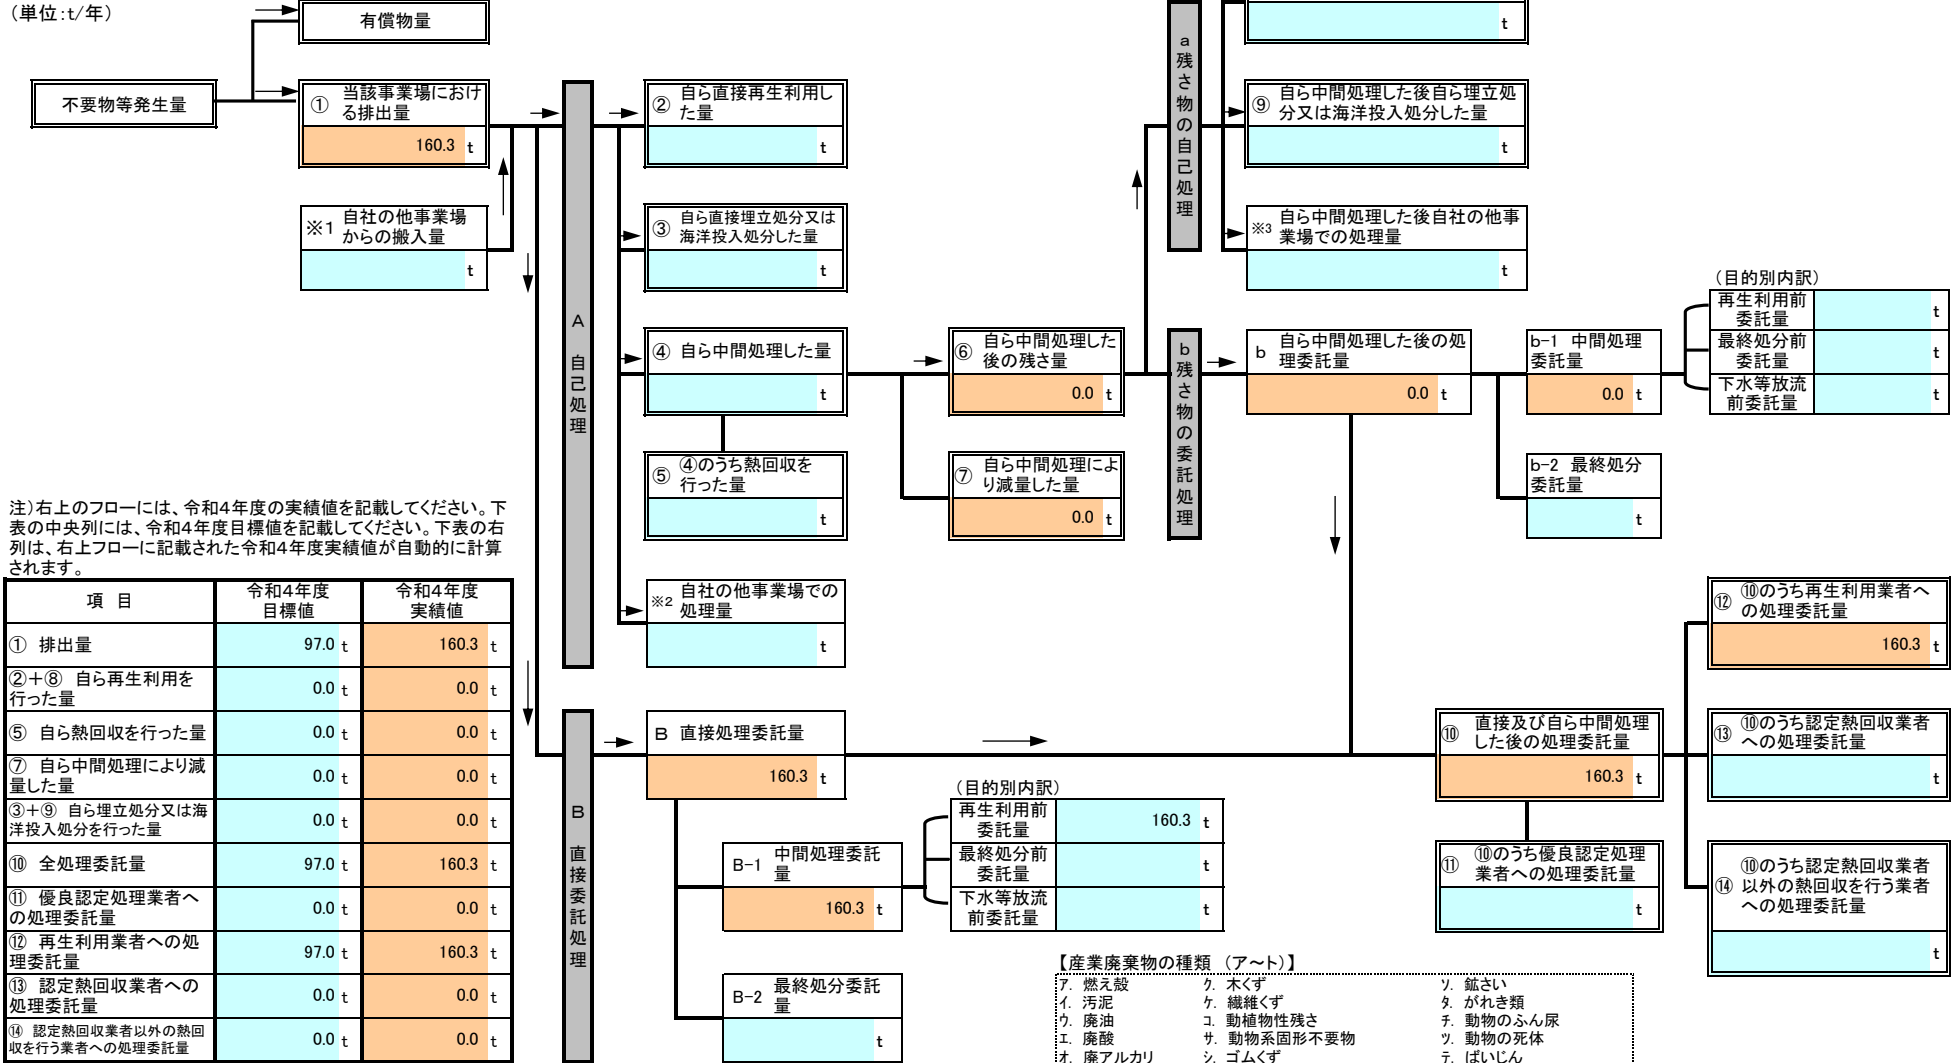 （単位：t/年）
有償物量
不要物等発生量
① 当該事業場におけ
る排出量
160.3 t
※1 自社の他事業場
からの搬入量
t
A 自己処理
② 自ら直接再生利用し
た量
t
③ 自ら直接埋立処分又は
海洋投入処分した量
t
④ 自ら中間処理した量
t
⑤ ④のうち熱回収を
行った量
t
※2 自社の他事業場での
処理量
t
⑥ 自ら中間処理した
後の残さ量
0.0 t
⑦ 自ら中間処理によ
り減量した量
0.0 t
a 残さ物の自己処理
t
⑨ 自ら中間処理した後自ら埋立処
分又は海洋投入処分した量
t
※3 自ら中間処理した後自社の他事
業場での処理量
t
b 残さ物の委託処理
b 自ら中間処理した後の処
理委託量
0.0 t
b-1 中間処理
委託量
0.0 t
（目的別内訳）
再生利用前
委託量
t
最終処分前
委託量
t
下水等放流
前委託量
t
b-2 最終処分
委託量
t
注）右上のフローには、令和４年度の実績値を記載してください。下
表の中央列には、令和４年度目標値を記載してください。下表の右
列は、右上フローに記載された令和４年度実績値が自動的に計算
されます。
項 目
令和４年度
目標値
令和４年度
実績値
① 排出量
97.0 t
160.3 t
②＋⑧ 自ら再生利用を
行った量
0.0 t
0.0 t
⑤ 自ら熱回収を行った量
0.0 t
0.0 t
⑦ 自ら中間処理により減
量した量
0.0 t
0.0 t
③＋⑨ 自ら埋立処分又は海
洋投入処分を行った量
0.0 t
0.0 t
⑩ 全処理委託量
97.0 t
160.3 t
⑪ 優良認定処理業者へ
の処理委託量
0.0 t
0.0 t
⑫ 再生利用業者への処
理委託量
97.0 t
160.3 t
⑬ 認定熱回収業者への
処理委託量
0.0 t
0.0 t
⑭ 認定熱回収業者以外の熱回
収を行う業者への処理委託量
0.0 t
0.0 t
B 直接委託処理
B 直接処理委託量
160.3 t
B-1 中間処理委託
量
160.3 t
（目的別内訳）
再生利用前
委託量
160.3 t
最終処分前
委託量
t
下水等放流
前委託量
t
B-2 最終処分委託
量
t
⑩ 直接及び自ら中間処理
した後の処理委託量
160.3 t
⑪ ⑩のうち優良認定処理
業者への処理委託量
t
⑫ ⑩のうち再生利用業者へ
の処理委託量
160.3 t
⑬ ⑩のうち認定熱回収業者
への処理委託量
t
⑭ ⑩のうち認定熱回収業者
以外の熱回収を行う業者
への処理委託量
t
【産業廃棄物の種類 （ア～ト）】
ア. 燃え殻 ク. 木くず ソ. 鉱さい
イ. 汚泥 ケ. 繊維くず タ. がれき類
ウ. 廃油 コ. 動植物性残さ チ. 動物のふん尿
エ. 廃酸 サ. 動物系固形不要物 ツ. 動物の死体
オ. 廃アルカリ シ. ゴムくず テ. ばいじん